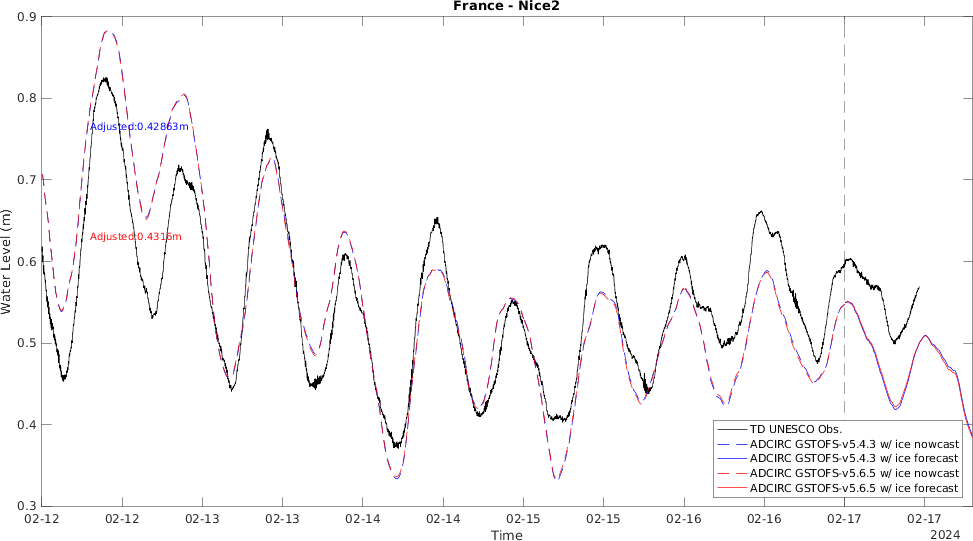 France - Nice2
0.9
0.8
0.7
0.6
0.5
0.4
0.3
Water Level (m)
Adjusted:0.42863m
Adjusted:0.4316m
TD UNESCO Obs.
ADCIRC GSTOFS-v5.4.3 w/ ice nowcast
ADCIRC GSTOFS-v5.4.3 w/ ice forecast
ADCIRC GSTOFS-v5.6.5 w/ ice nowcast
ADCIRC GSTOFS-v5.6.5 w/ ice forecast
02-12 02-12 02-13 02-13 02-14 02-14 02-15 02-15 02-16 02-16 02-17 02-17
2024
Time